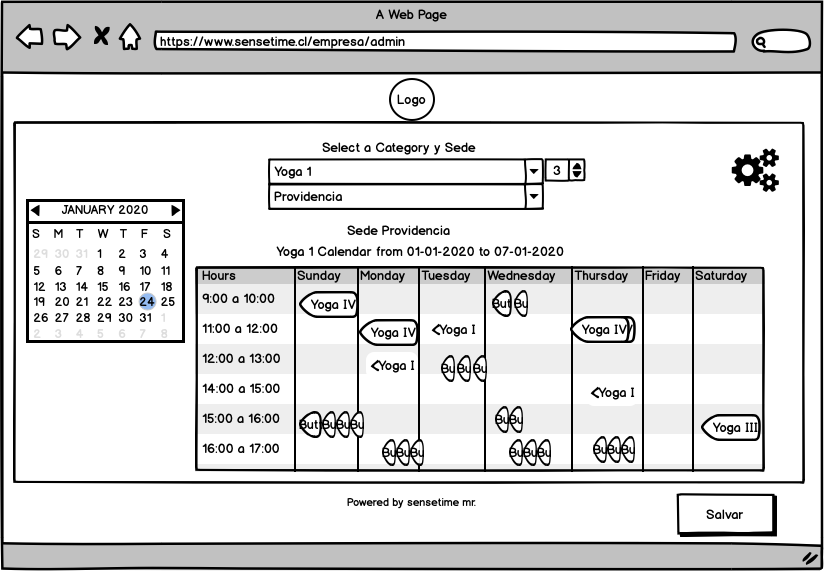 A Web Page
https://www.sensetime.cl/empresa/admin
Logo
Select a Category y Sede
Yoga 1
3
Providencia
JANUARY 2020
S M T W T F S
29 30 31 1 2 3 4
5 6 7 8 9 10 11
12 13 14 15 16 17 18
19 20 21 22 23 24 25
26 27 28 29 30 31 1
2 3 4 5 6 7 8
Sede Providencia
Yoga 1 Calendar from 01-01-2020 to 07-01-2020
Hours Sunday Monday Tuesday Wednesday Thursday Friday Saturday
9:00 a 10:00 Yoga IV But Bu
11:00 a 12:00 Yoga IV <Yoga I Yoga IV
12:00 a 13:00 <Yoga I Bu Bu Bu
14:00 a 15:00 <Yoga I
15:00 a 16:00 But Bu Bu Bu Bu Bu Yoga III
16:00 a 17:00 Bu Bu Bu Bu Bu Bu Bu Bu Bu
Powered by sensetime mr.
Salvar